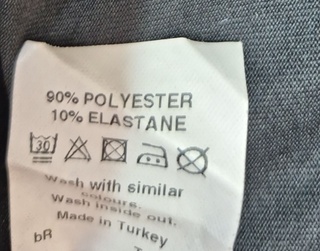 90% POLYESTER
10% ELASTANE
30
Wash with similar
colours.
Wash inside out.
Made in Turkey
bR